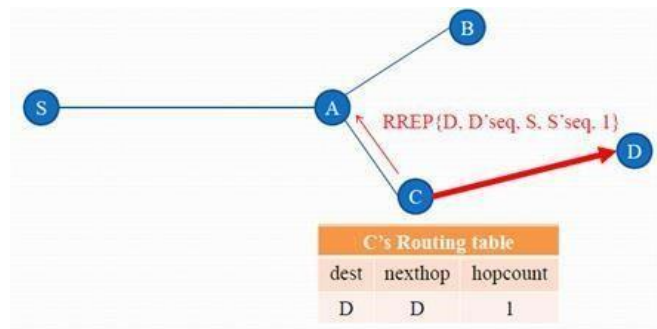 B
S
A
RREP{D, D'seq, S, S'seq, 1}
D
C
C's Routing table
dest nexthop hopcount
D D 1